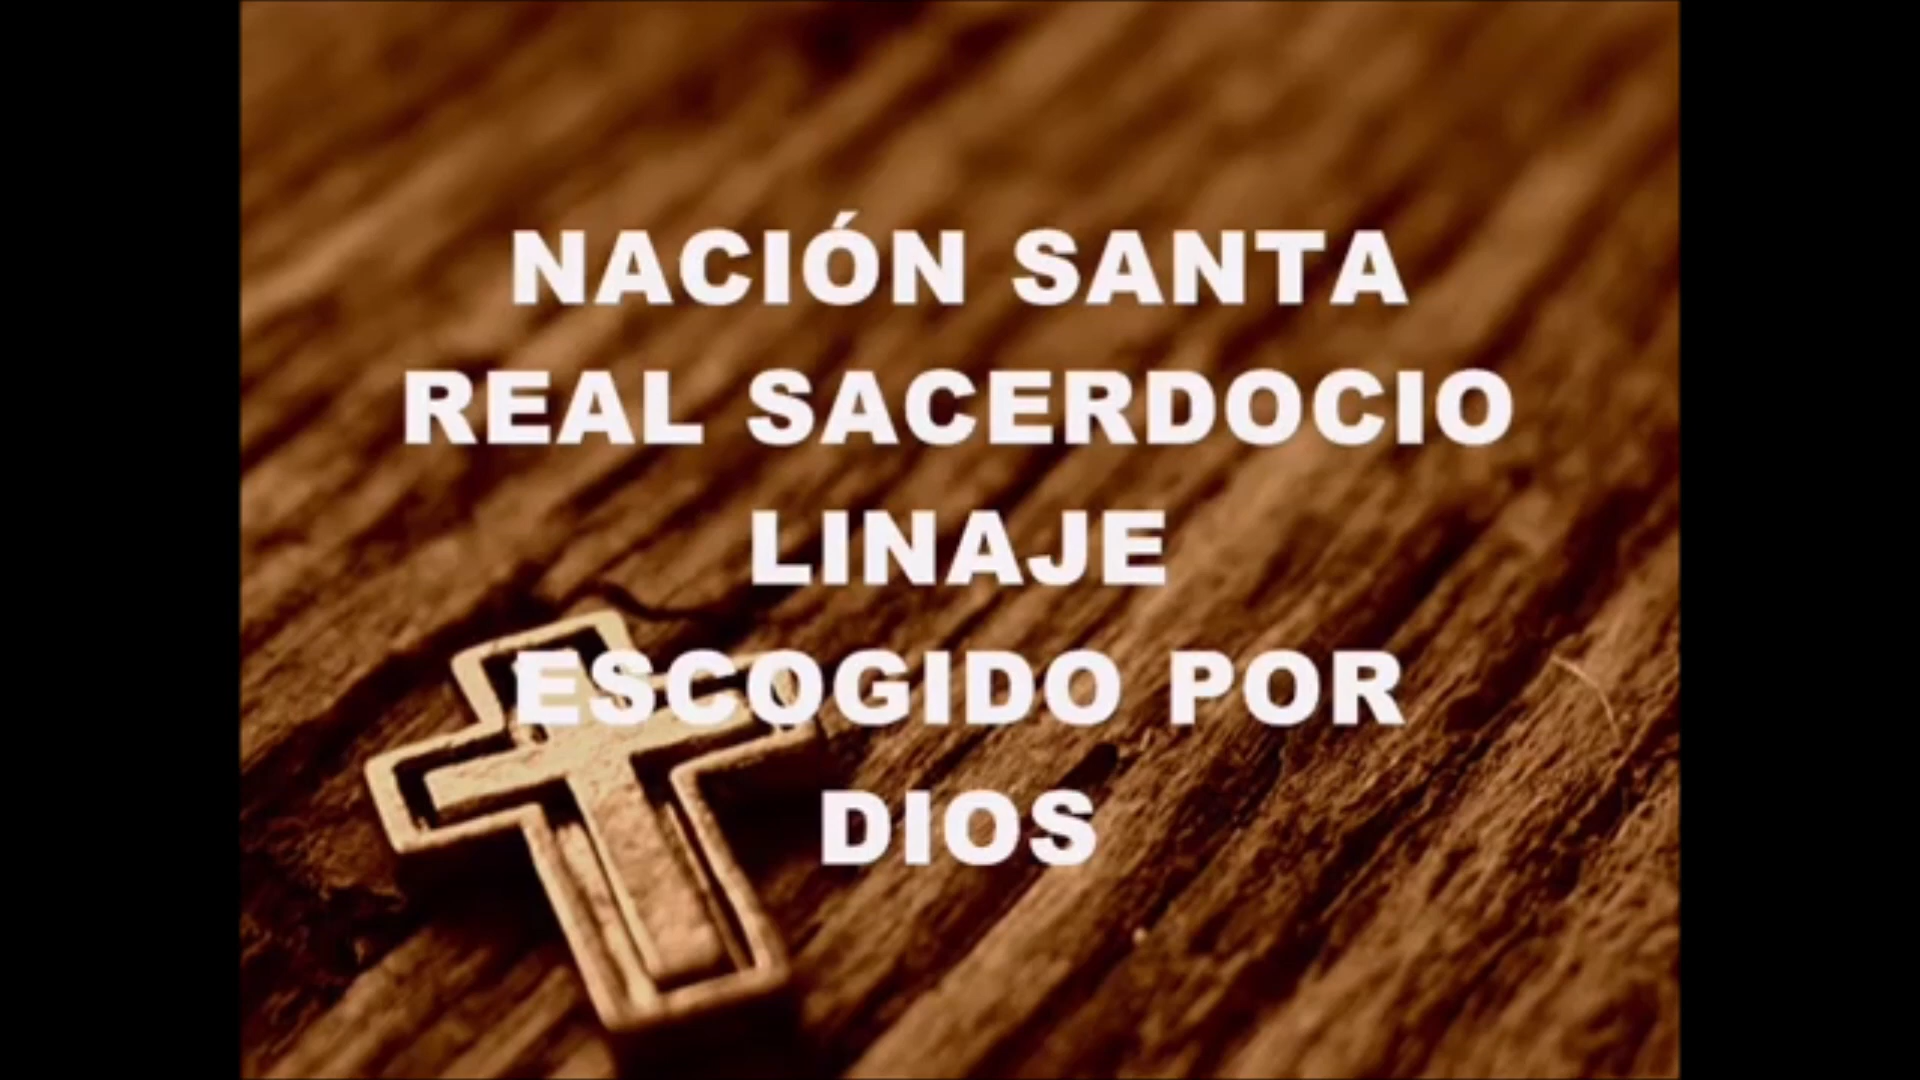 NACIÓN SANTA
REAL SACERDOCIO
LINAJE
ESCOGIDO POR
DIOS